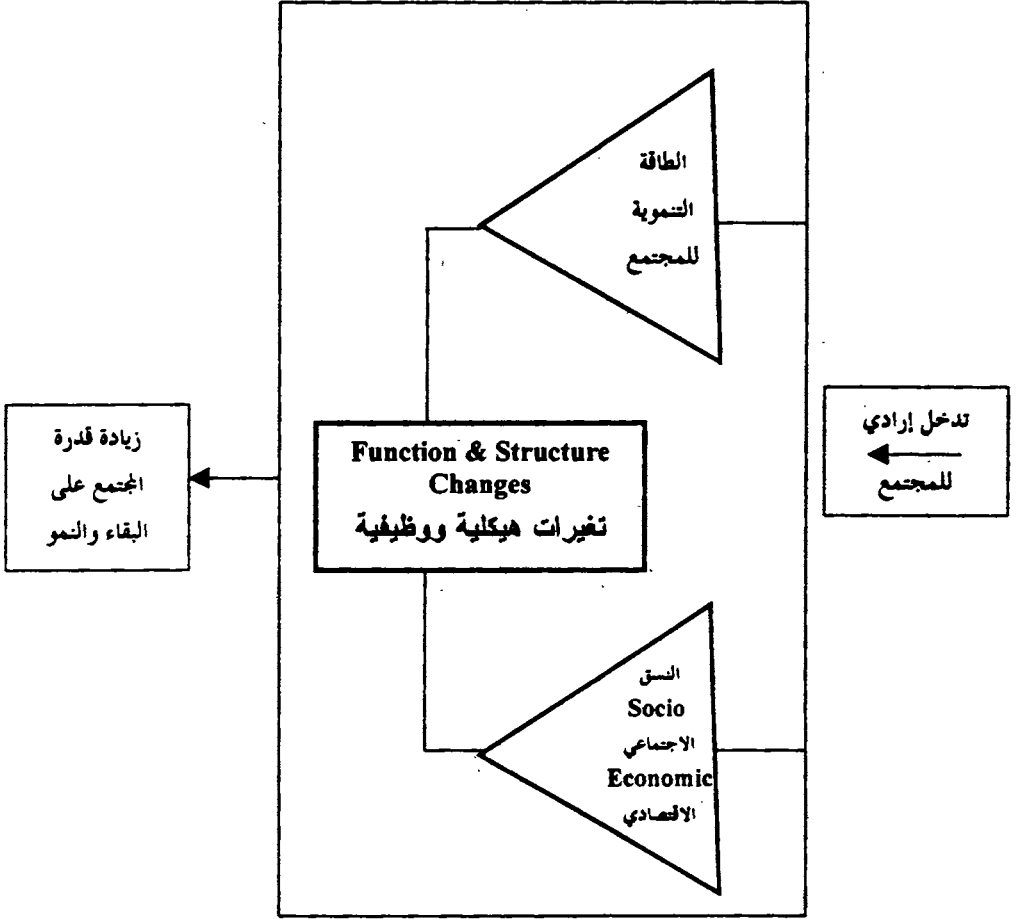 تدخل إرادي
للمجتمع
الطاقة
التنموية
للمجتمع
Function & Structure
Changes
تغيرات هيكلية ووظيفية
النسق
Socio
الاجتماعي
Economic
الاقتصادي
زيادة قدرة
المجتمع على
البقاء والنمو